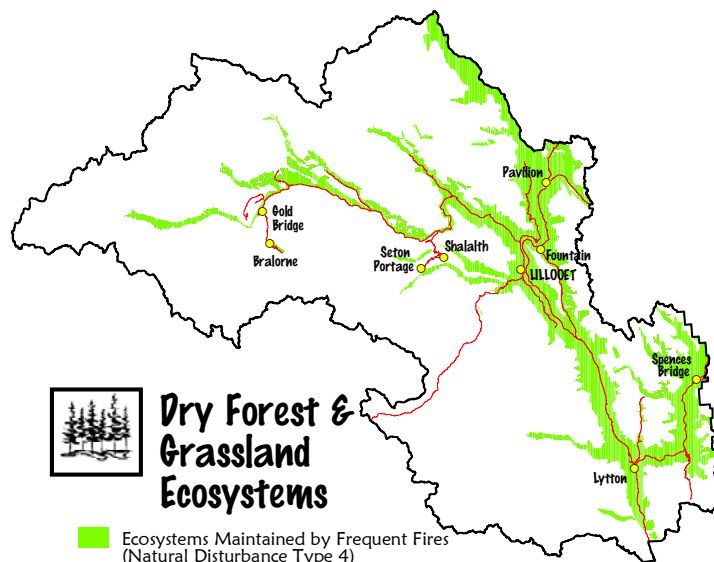 Pavilion
Gold
Bridge
Bralorne
Seton
Portage
Shalalth
Fountain
LILLOOET
Spences
Bridge
Lytton
Dry Forest &
Grassland
Ecosystems
Ecosystems Maintained by Frequent Fires
(Natural Disturbance Type 4)